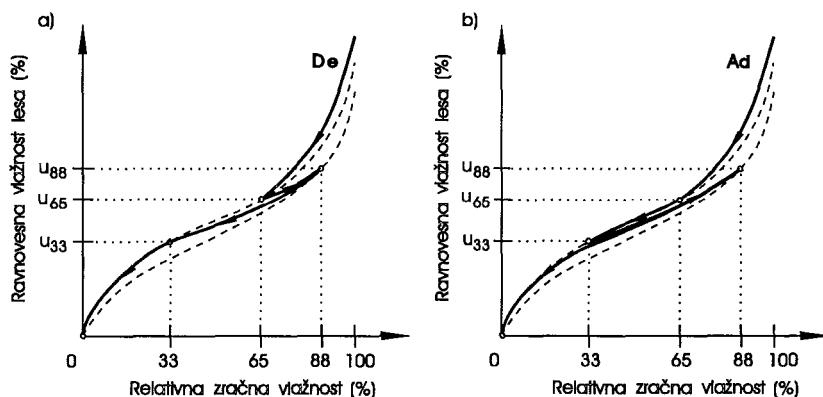 a)
De
Ravnovesna vlažnost lesa (%)
u88
u65
u33
0
33
65
88
100
Relativna zračna vlažnost (%)
b)
Ad
Ravnovesna vlažnost lesa (%)
u88
u65
u33
0
33
65
88
100
Relativna zračna vlažnost (%)